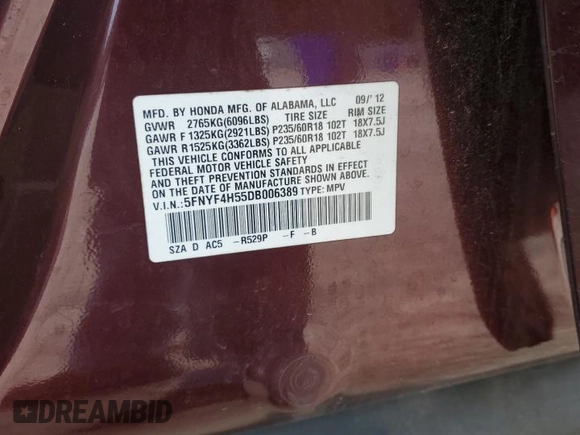 MFD. BY HONDA MFG. OF ALABAMA, LLC 09/'12
GVWR 2765KG(6096LBS) TIRE SIZE RIM SIZE
GAWR F 1325KG(2921LBS) P235/60R18 102T 18X7.5J
GAWR R1525KG(3362LBS) P235/60R18 102T 18X7.5J
THIS VEHICLE CONFORMS TO ALL APPLICABLE
FEDERAL MOTOR VEHICLE SAFETY
AND THEFT PREVENTION STANDARDS IN EFFECT
ON THE DATE OF MANUFACTURE SHOWN ABOVE.
V.I.N.: 5FNYF4H55DB006389 TYPE: MPV
SZA D AC5 -R529P -F -B
DREAMBID